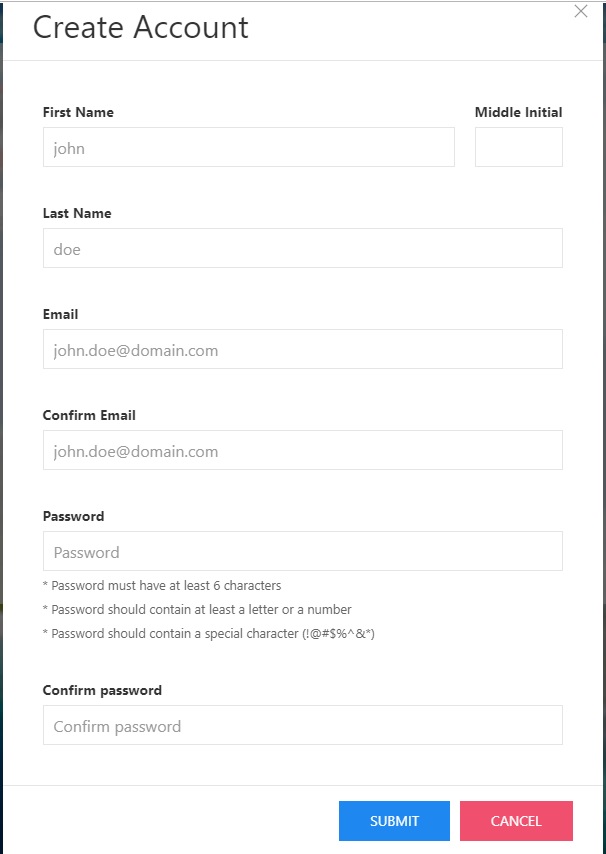 Create Account
First Name
Middle Initial
john
Last Name
doe
Email
john.doe@domain.com
Confirm Email
john.doe@domain.com
Password
Password
* Password must have at least 6 characters
* Password should contain at least a letter or a number
* Password should contain a special character (!@#$%^&*)
Confirm password
Confirm password
SUBMIT
CANCEL